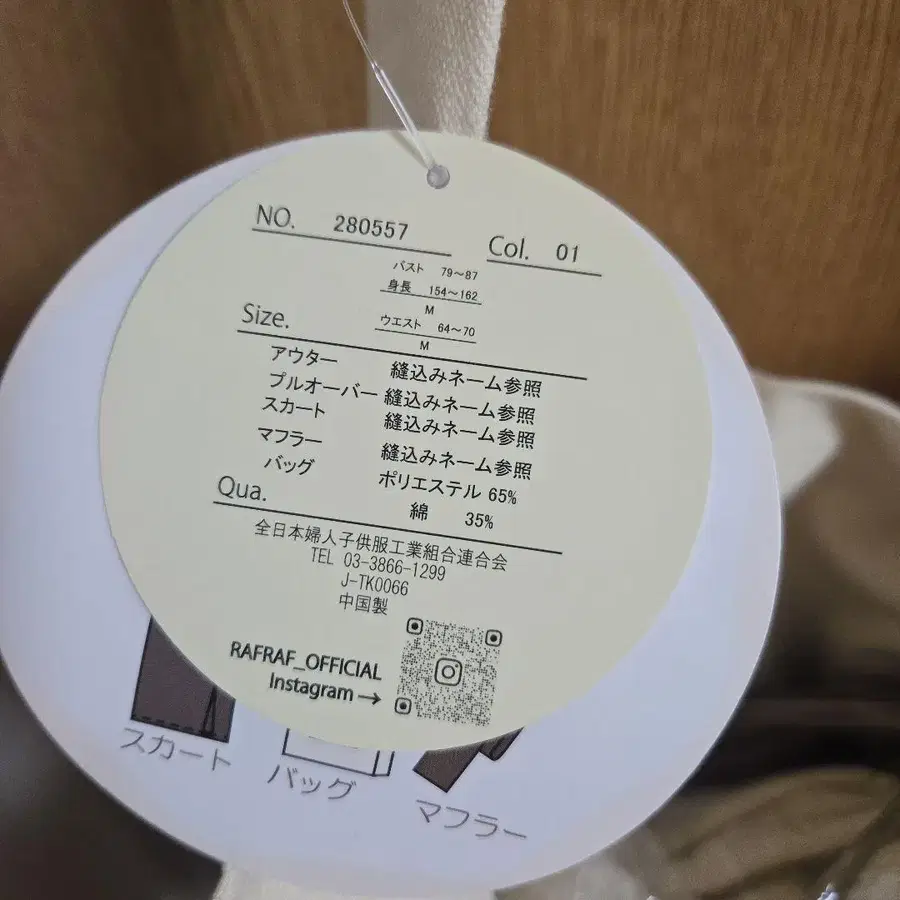 NO. 280557
Col. 01
バスト 79～87
身長 154～162
M
ウエスト 64～70
M
Size.
アウター 縫込みネーム参照
プルオーバー 縫込みネーム参照
スカート 縫込みネーム参照
マフラー 縫込みネーム参照
バッグ ポリエステル 65%
綿 35%
Qua.
全日本婦人子供服工業組合連合会
TEL 03-3866-1299
J-TK0066
中国製
RAFRAF_OFFICIAL
Instagram →
スカート
バッグ
マフラー